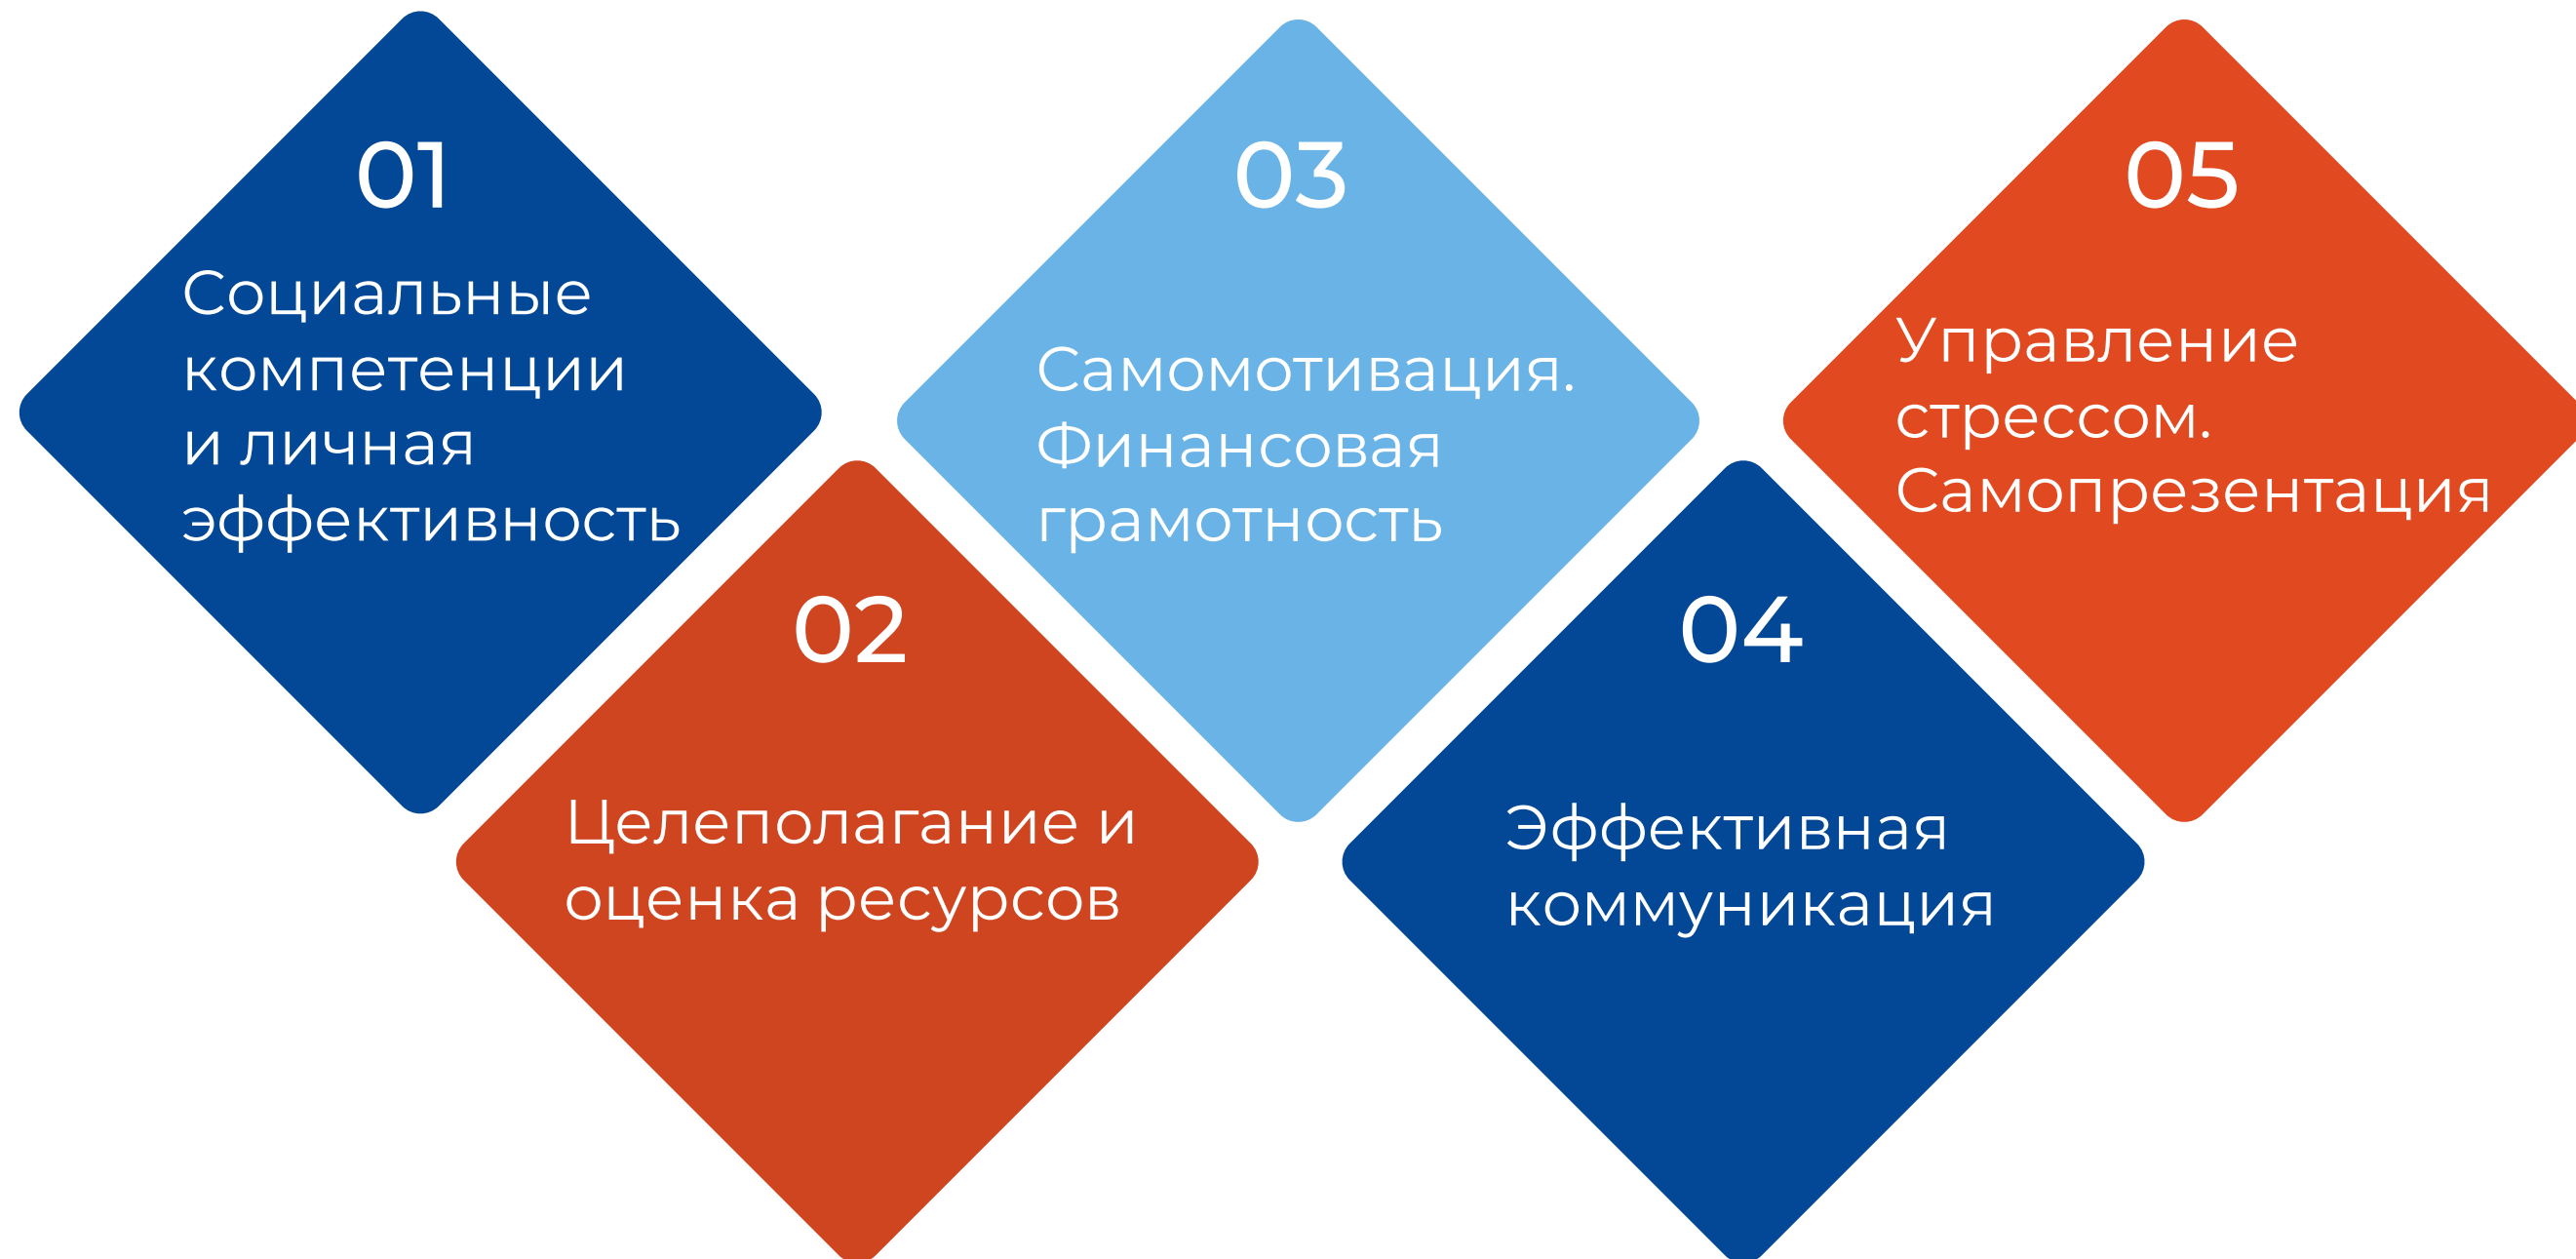 01
Социальные
компетенции
и личная
эффективность
02
Целеполагание и
оценка ресурсов
03
Самомотивация.
Финансовая
грамотность
04
Эффективная
коммуникация
05
Управление
стрессом.
Самопрезентация